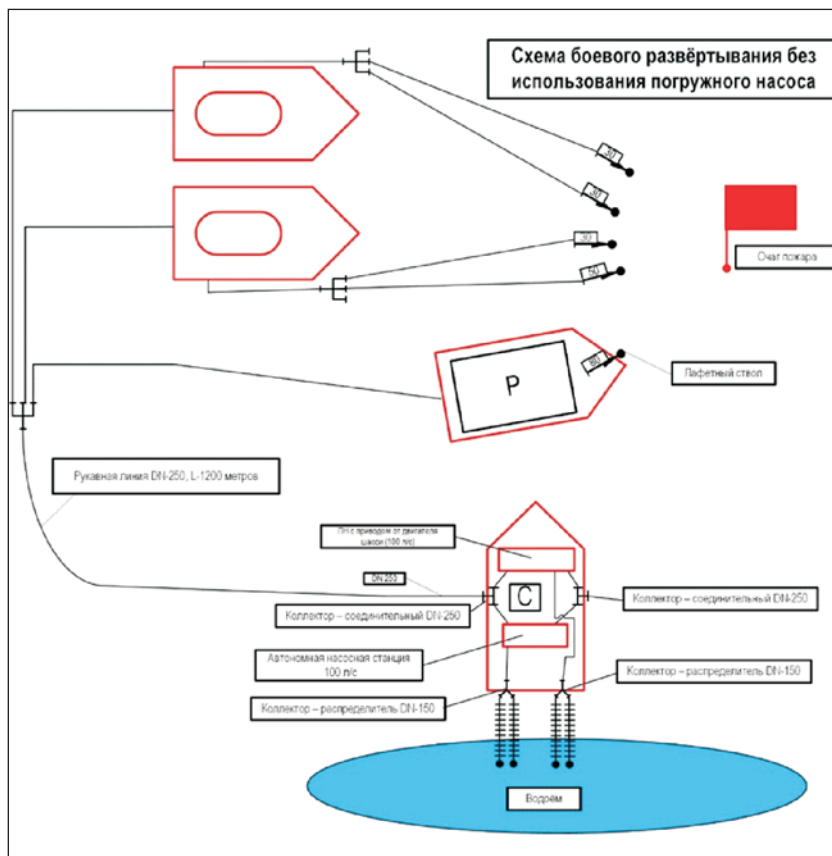 Схема боевого развёртывания без
использования погружного насоса
30
30
30
50
Очаг пожара
80
Р
Лафетный ствол
Рукавная линия DN-250, L-1200 метров
ПН с приводом от двигателя
шасси (100 л/с)
DN 250
С
Коллектор – соединительный DN-250
Коллектор – соединительный DN-250
Автономная насосная станция
100 л/с
Коллектор – распределитель DN-150
Коллектор – распределитель DN-150
Водоём